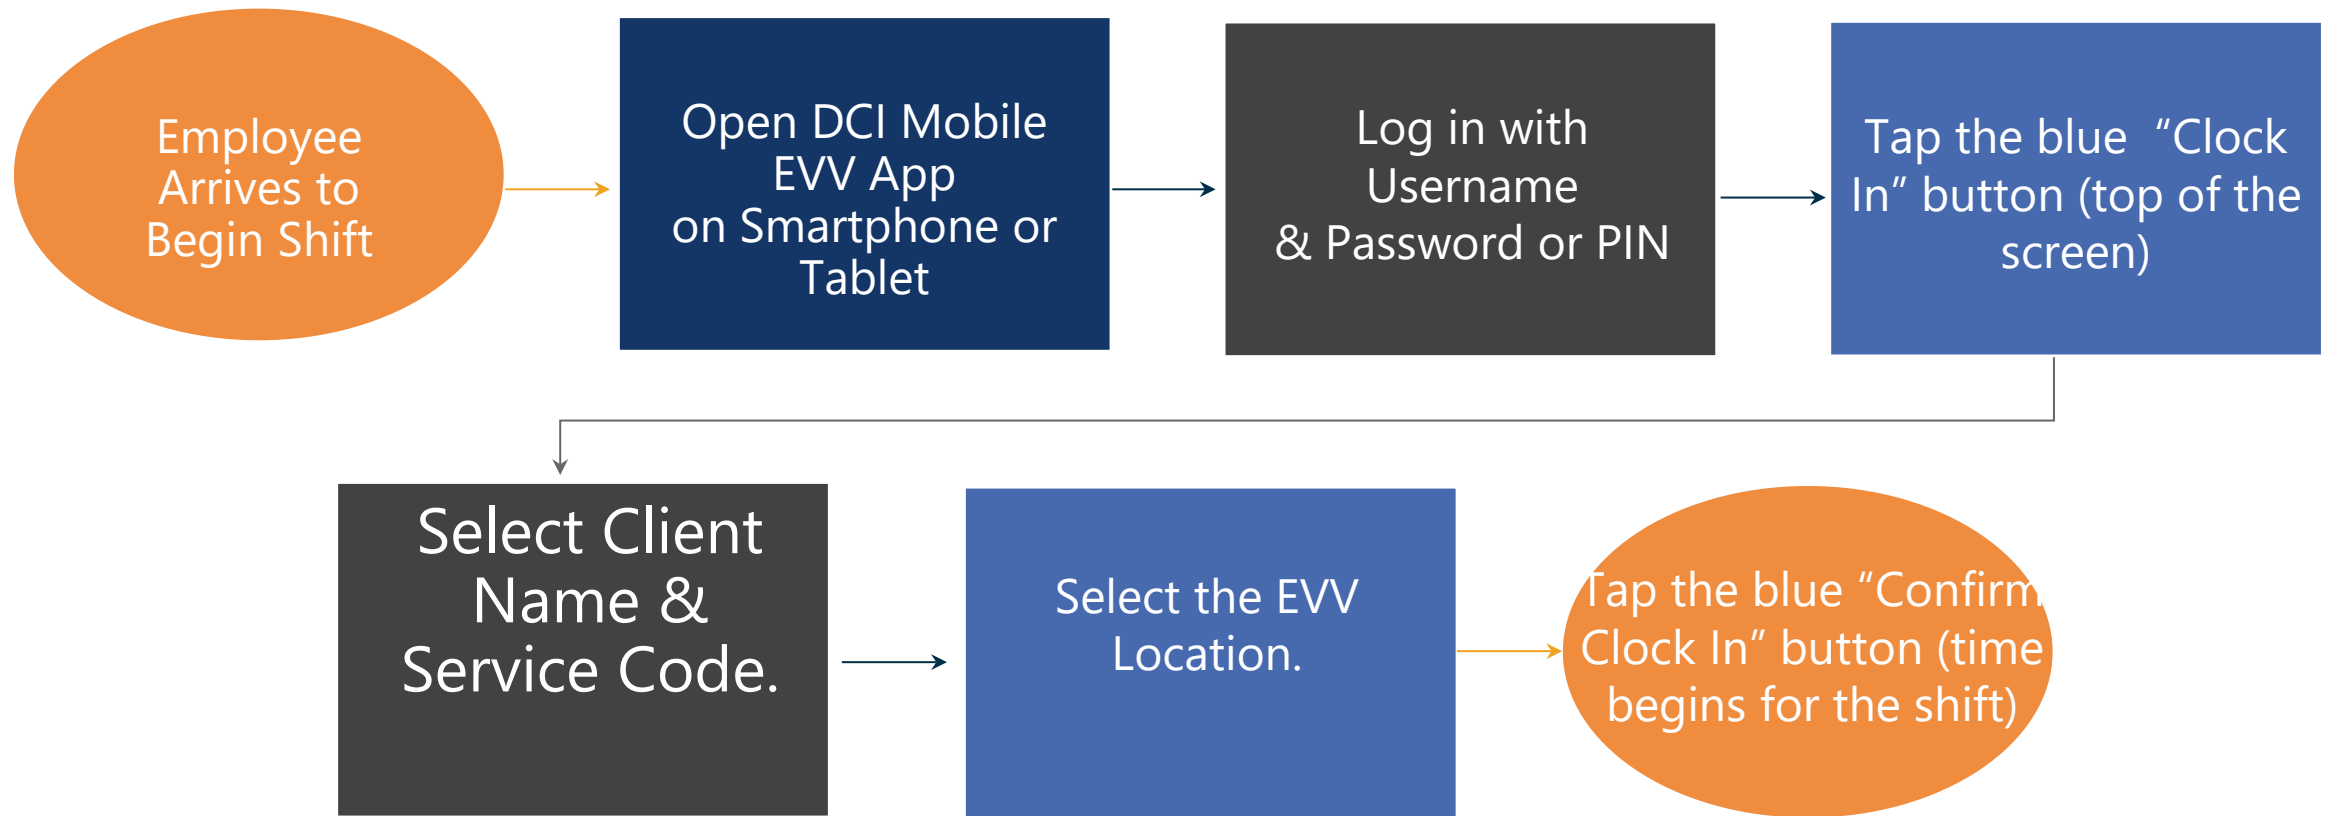 Employee
Arrives to
Begin Shift
Open DCI Mobile
EVV App
on Smartphone or
Tablet
Log in with
Username
& Password or PIN
Tap the blue “Clock
In” button (top of the
screen)
Select Client
Name &
Service Code.
Select the EVV
Location.
Tap the blue “Confirm
Clock In” button (time
begins for the shift)